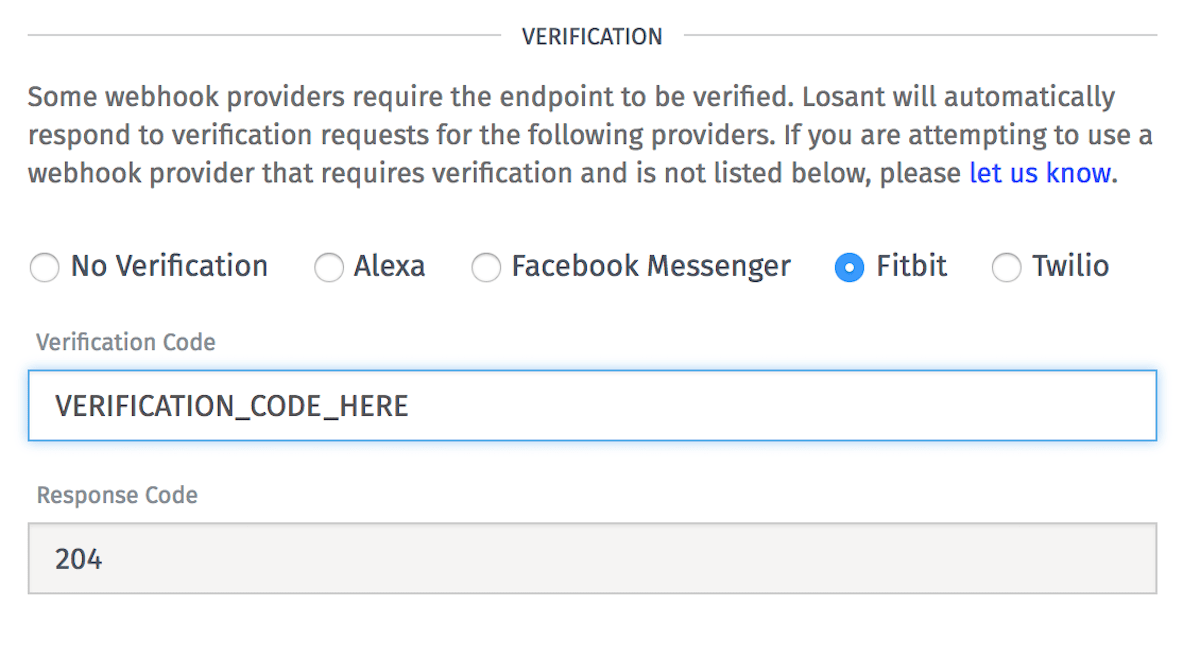 VERIFICATION
Some webhook providers require the endpoint to be verified. Losant will automatically
respond to verification requests for the following providers. If you are attempting to use a
webhook provider that requires verification and is not listed below, please let us know.
No Verification Alexa Facebook Messenger Fitbit Twilio
Verification Code
VERIFICATION_CODE_HERE
Response Code
204